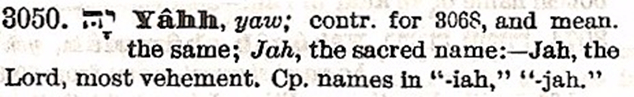 3050. יָהּ Yâhh, yaw; contr. for 3068, and mean.
the same; Jah, the sacred name:—Jah, the
Lord, most vehement. Cp. names in "-iah," "-jah."